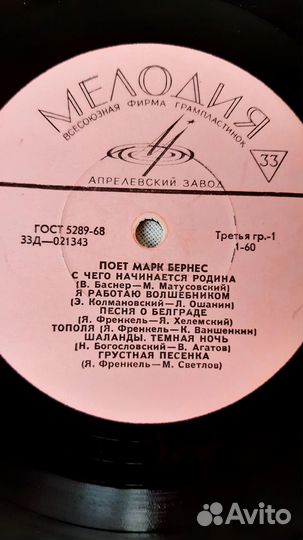 МЕЛОДИЯ
ВСЕСОЮЗНАЯ ФИРМА ГРАМПЛАСТИНОК
33
АПРЕЛЕВСКИЙ ЗАВОД
ГОСТ 5289-68
33Д—021343
Третья гр.-1
1-60
ПОЕТ МАРК БЕРНЕС
С ЧЕГО НАЧИНАЕТСЯ РОДИНА
(В. Баснер—М. Матусовский)
Я РАБОТАЮ ВОЛШЕБНИКОМ
(Э. Колмановский—Л. Ошанин)
ПЕСНЯ О БЕЛГРАДЕ
(Я. Френкель—Я. Хелемский)
ТОПОЛЯ (Я. Френкель—К. Ваншенкин)
ШАЛАНДЫ. ТЕМНАЯ НОЧЬ
(Н. Богословский—В. Агатов)
ГРУСТНАЯ ПЕСЕНКА
(Я. Френкель—М. Светлов)
Avito